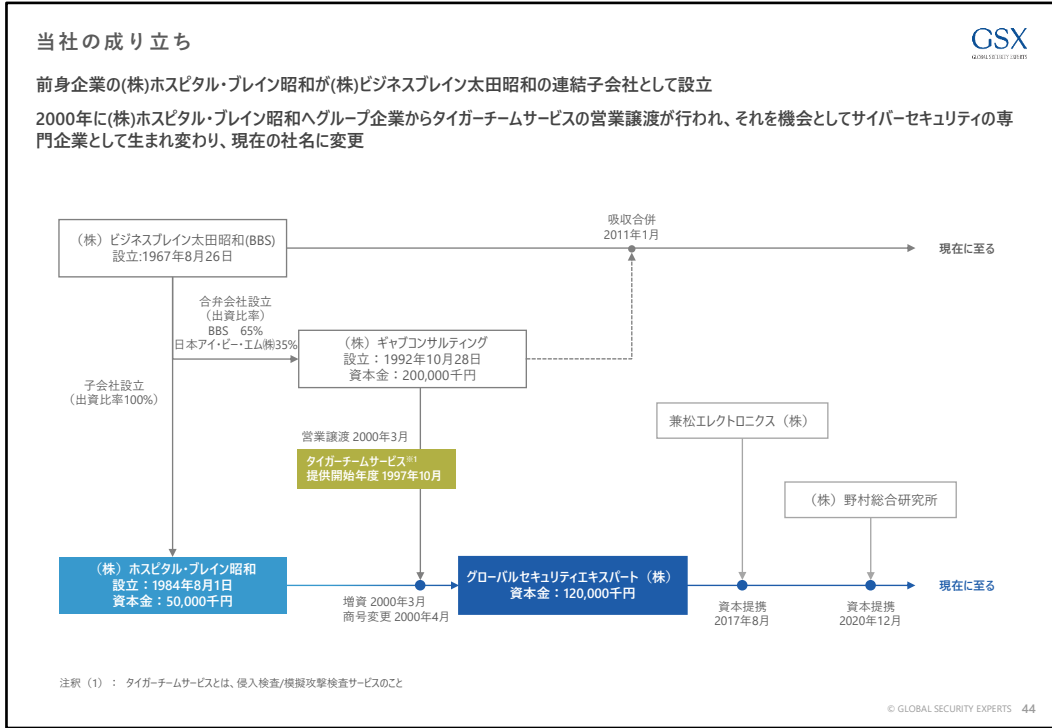 当社の成り立ち
GSX
GLOBAL SECURITY EXPERTS
前身企業の(株)ホスピタル・ブレイン昭和が(株)ビジネスブレイン太田昭和の連結子会社として設立
2000年に(株)ホスピタル・ブレイン昭和へグループ企業からタイガーチームサービスの営業譲渡が行われ、それを機会としてサイバーセキュリティの専
門企業として生まれ変わり、現在の社名に変更
吸収合併
2011年1月
（株）ビジネスブレイン太田昭和(BBS)
設立:1967年8月26日
現在に至る
合弁会社設立
（出資比率）
BBS 65%
日本アイ・ビー・エム㈱35%
（株）ギャブコンサルティング
設立：1992年10月28日
資本金：200,000千円
子会社設立
（出資比率100%）
兼松エレクトロニクス（株）
営業譲渡 2000年3月
タイガーチームサービス※1
提供開始年度 1997年10月
（株）野村総合研究所
（株）ホスピタル・ブレイン昭和
設立：1984年8月1日
資本金：50,000千円
グローバルセキュリティエキスパート（株）
資本金：120,000千円
現在に至る
増資 2000年3月
商号変更 2000年4月
資本提携
2017年8月
資本提携
2020年12月
注釈（1）： タイガーチームサービスとは、侵入検査/模擬攻撃検査サービスのこと
© GLOBAL SECURITY EXPERTS 44